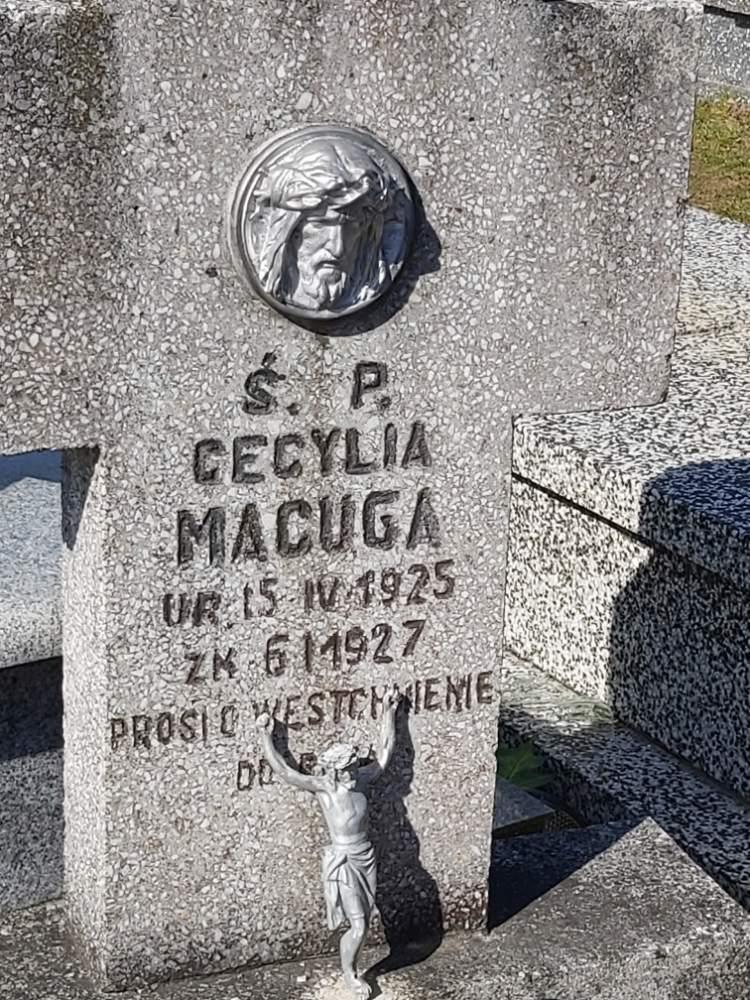 Ś. P.
CECYLIA
MACUGA
UR. 15 IV 1925
ZM 6 I 1927
PROSI O WESTCHNIENIE
DO